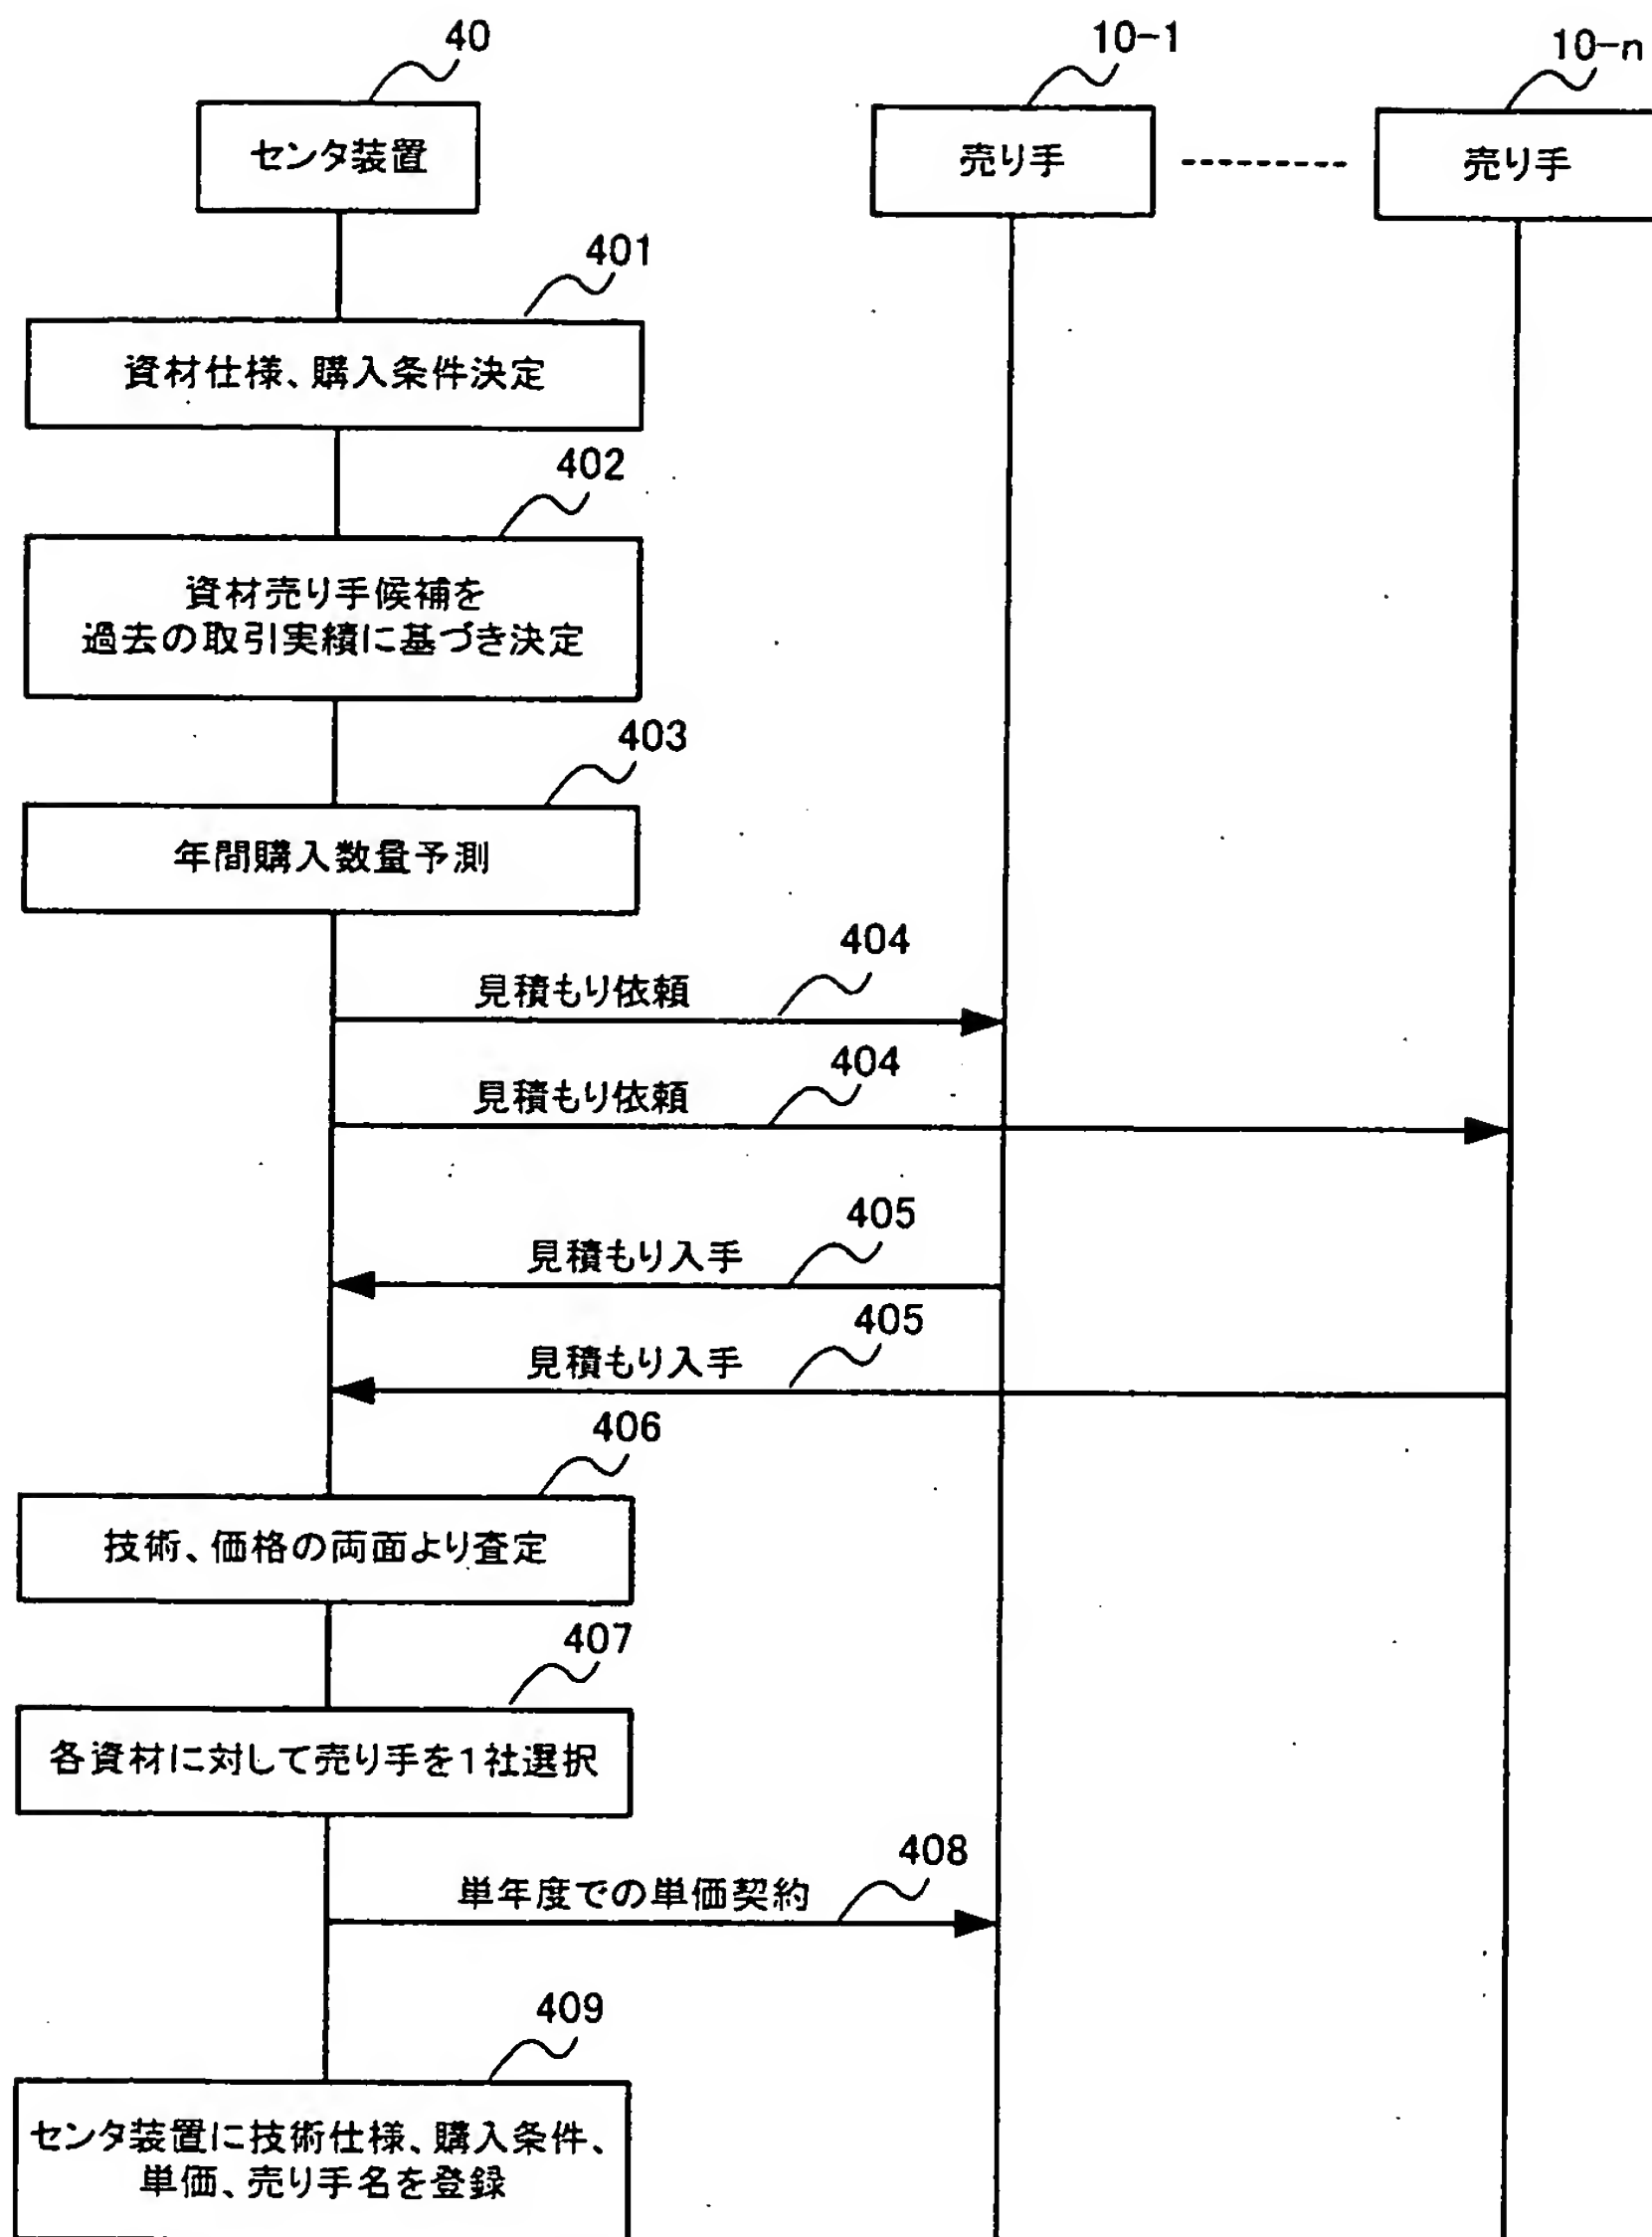 40
10-1
10-n
センタ装置
売り手
売り手
401
資材仕様、購入条件決定
402
資材売り手候補を
過去の取引実績に基づき決定
403
年間購入数量予測
404
見積もり依頼
404
見積もり依頼
405
見積もり入手
405
見積もり入手
406
技術、価格の両面より査定
407
各資材に対して売り手を1社選択
408
単年度での単価契約
409
センタ装置に技術仕様、購入条件、
単価、売り手名を登録